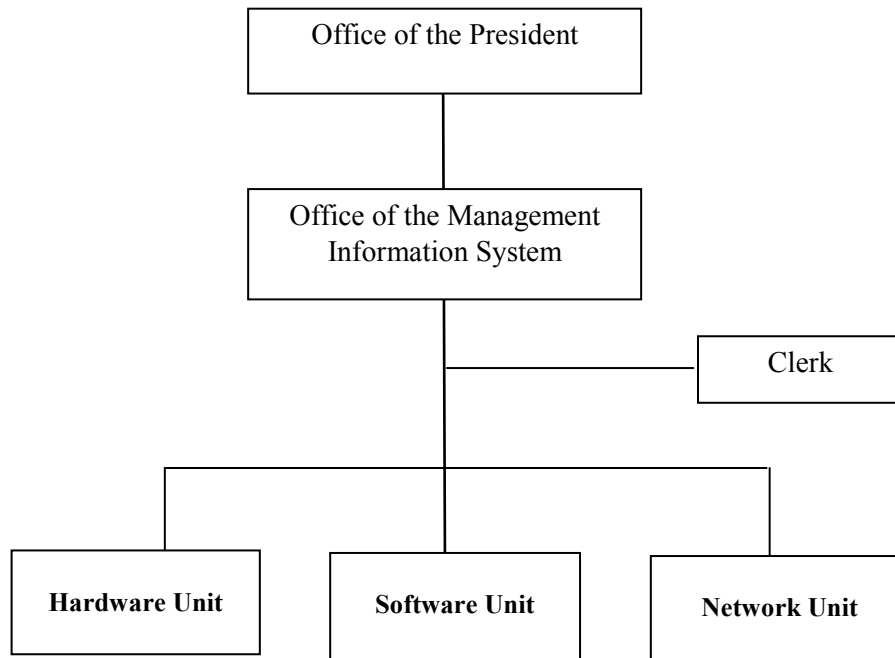 Office of the President
Office of the Management
Information System
Clerk
Hardware Unit
Software Unit
Network Unit